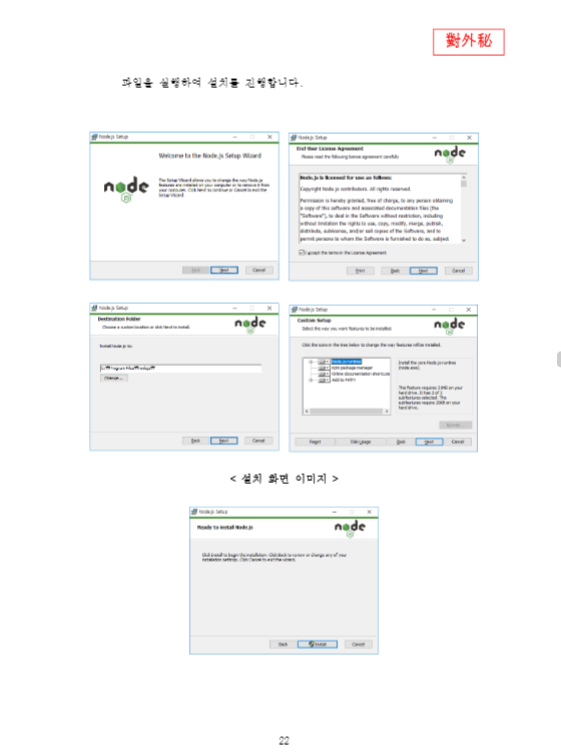 對外秘
파일을 실행하여 설치를 진행합니다.
Node.js Setup
Welcome to the Node.js Setup Wizard
The Setup Wizard allows you to change the way Node.js
features are installed on your computer or to remove it from
your computer. Click Next to continue or Cancel to exit the
Setup Wizard.
node
Back Next Cancel
Node.js Setup
End-User License Agreement
Please read the following license agreement carefully
node
Node.js is licensed for use as follows:
Copyright Node.js contributors. All rights reserved.
Permission is hereby granted, free of charge, to any person obtaining
a copy of this software and associated documentation files (the
"Software"), to deal in the Software without restriction, including
without limitation the rights to use, copy, modify, merge, publish,
distribute, sublicense, and/or sell copies of the Software, and to
permit persons to whom the Software is furnished to do so, subject
I accept the terms in the License Agreement
Print Back Next Cancel
Node.js Setup
Destination Folder
Choose a custom location or click Next to install.
node
Install Node.js to:
Change...
Back Next Cancel
Node.js Setup
Custom Setup
Select the way you want features to be installed.
node
Click the icons in the tree below to change the way features will be installed.
Node.js runtime
npm package manager
Online documentation shortcuts
Add to PATH
Install the core Node.js runtime
(node.exe).
This feature requires on your
hard drive. It has 2 of 2
subfeatures selected. The
subfeatures require on your
hard drive.
Browse...
Reset Disk Usage Back Next Cancel
< 설치 화면 이미지 >
Node.js Setup
Ready to install Node.js
node
Click Install to begin the installation. Click Back to review or change any of your
installation settings. Click Cancel to exit the wizard.
Back Install Cancel
22